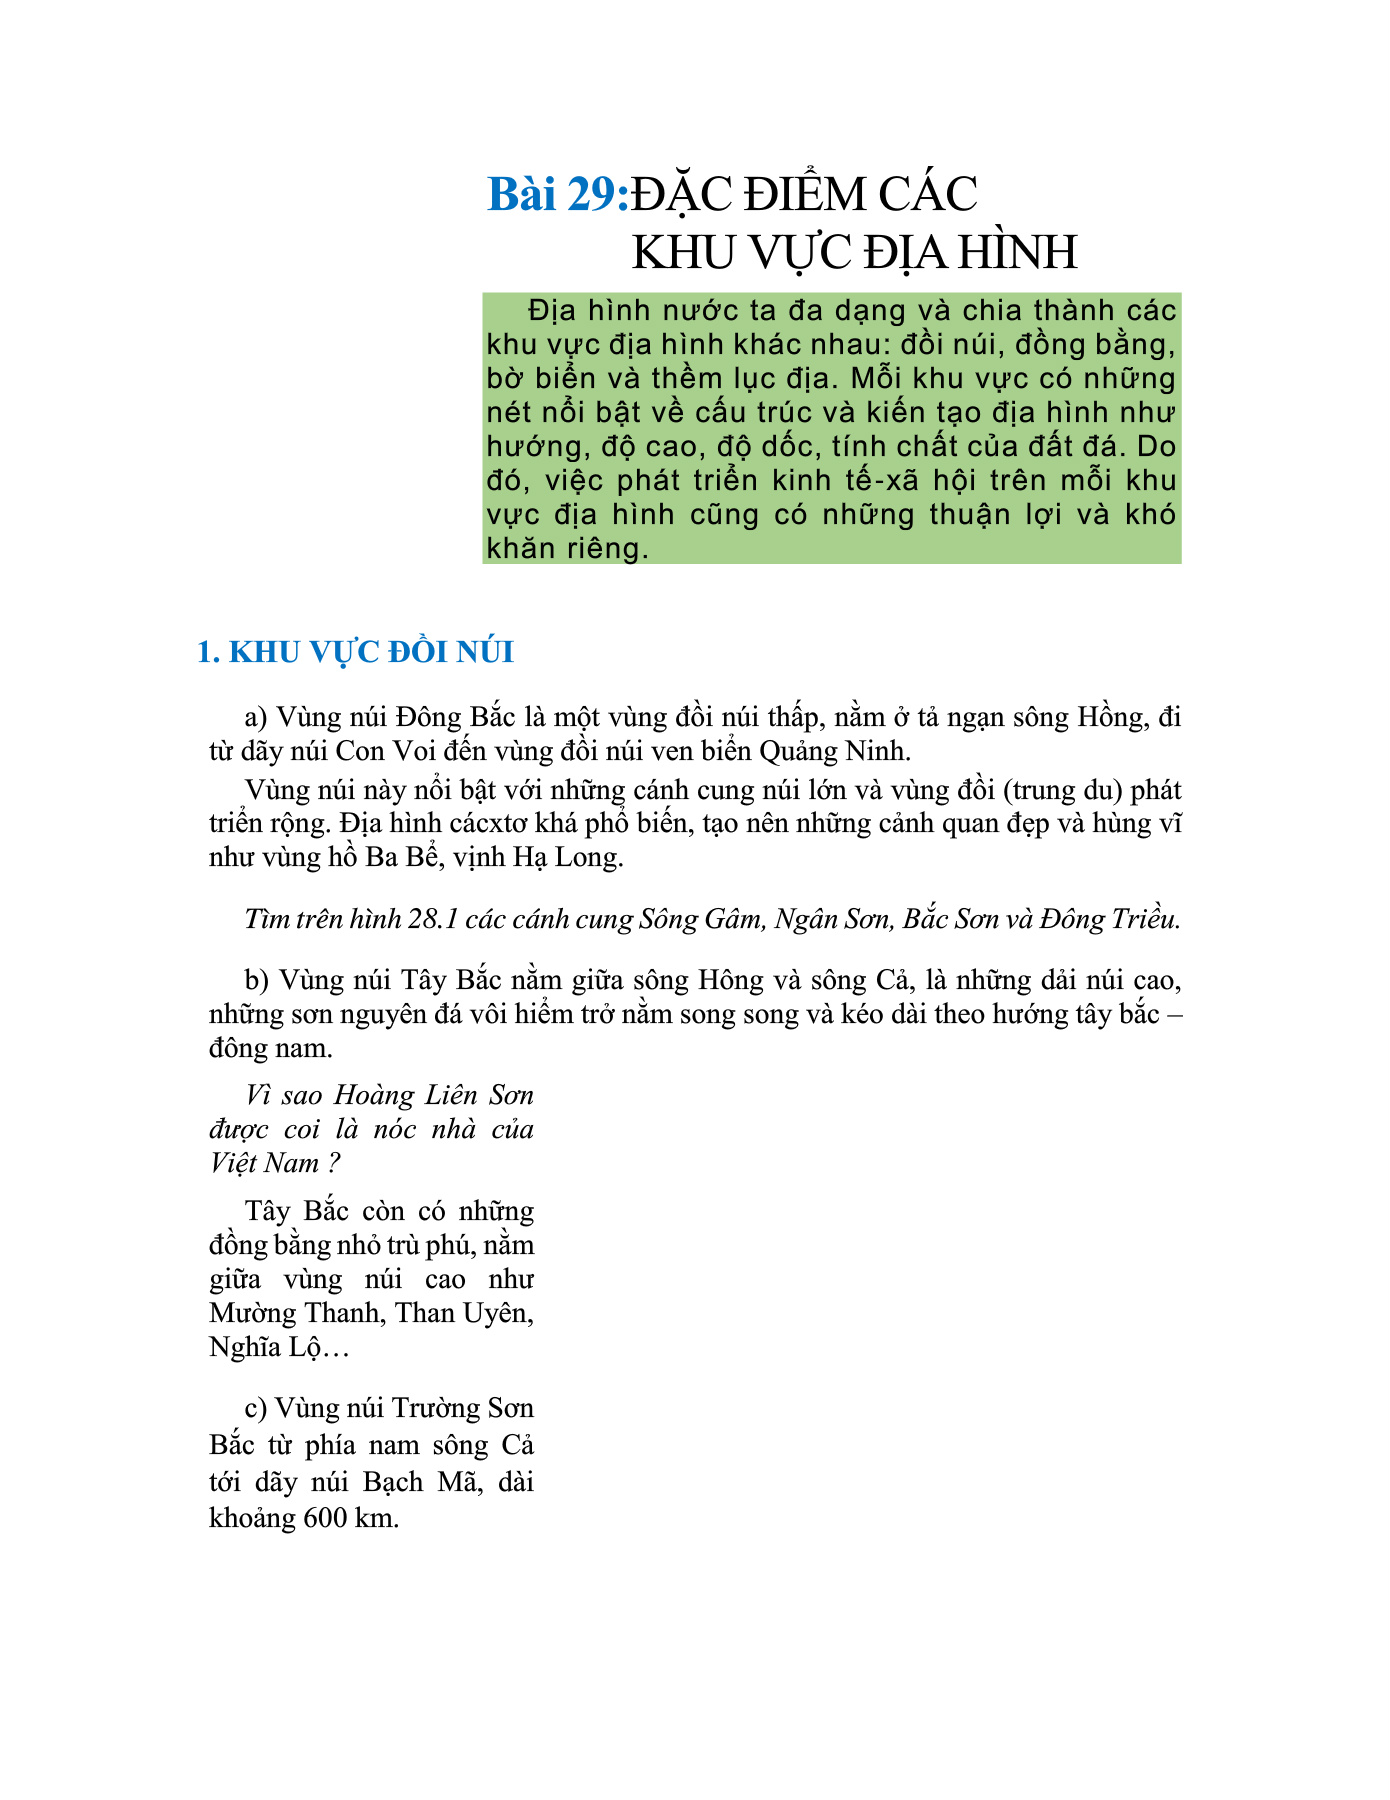 Bài 29:ĐẶC ĐIỂM CÁC
KHU VỰC ĐỊA HÌNH
Địa hình nước ta đa dạng và chia thành các
khu vực địa hình khác nhau: đồi núi, đồng bằng,
bờ biển và thềm lục địa. Mỗi khu vực có những
nét nổi bật về cấu trúc và kiến tạo địa hình như
hướng, độ cao, độ dốc, tính chất của đất đá. Do
đó, việc phát triển kinh tế-xã hội trên mỗi khu
vực địa hình cũng có những thuận lợi và khó
khăn riêng.
1. KHU VỰC ĐỒI NÚI
a) Vùng núi Đông Bắc là một vùng đồi núi thấp, nằm ở tả ngạn sông Hồng, đi
từ dãy núi Con Voi đến vùng đồi núi ven biển Quảng Ninh.
Vùng núi này nổi bật với những cánh cung núi lớn và vùng đồi (trung du) phát
triển rộng. Địa hình cácxtơ khá phổ biến, tạo nên những cảnh quan đẹp và hùng vĩ
như vùng hồ Ba Bể, vịnh Hạ Long.
Tìm trên hình 28.1 các cánh cung Sông Gâm, Ngân Sơn, Bắc Sơn và Đông Triều.
b) Vùng núi Tây Bắc nằm giữa sông Hông và sông Cả, là những dải núi cao,
những sơn nguyên đá vôi hiểm trở nằm song song và kéo dài theo hướng tây bắc –
đông nam.
Vì sao Hoàng Liên Sơn
được coi là nóc nhà của
Việt Nam ?
Tây Bắc còn có những
đồng bằng nhỏ trù phú, nằm
giữa vùng núi cao như
Mường Thanh, Than Uyên,
Nghĩa Lộ…
c) Vùng núi Trường Sơn
Bắc từ phía nam sông Cả
tới dãy núi Bạch Mã, dài
khoảng 600 km.